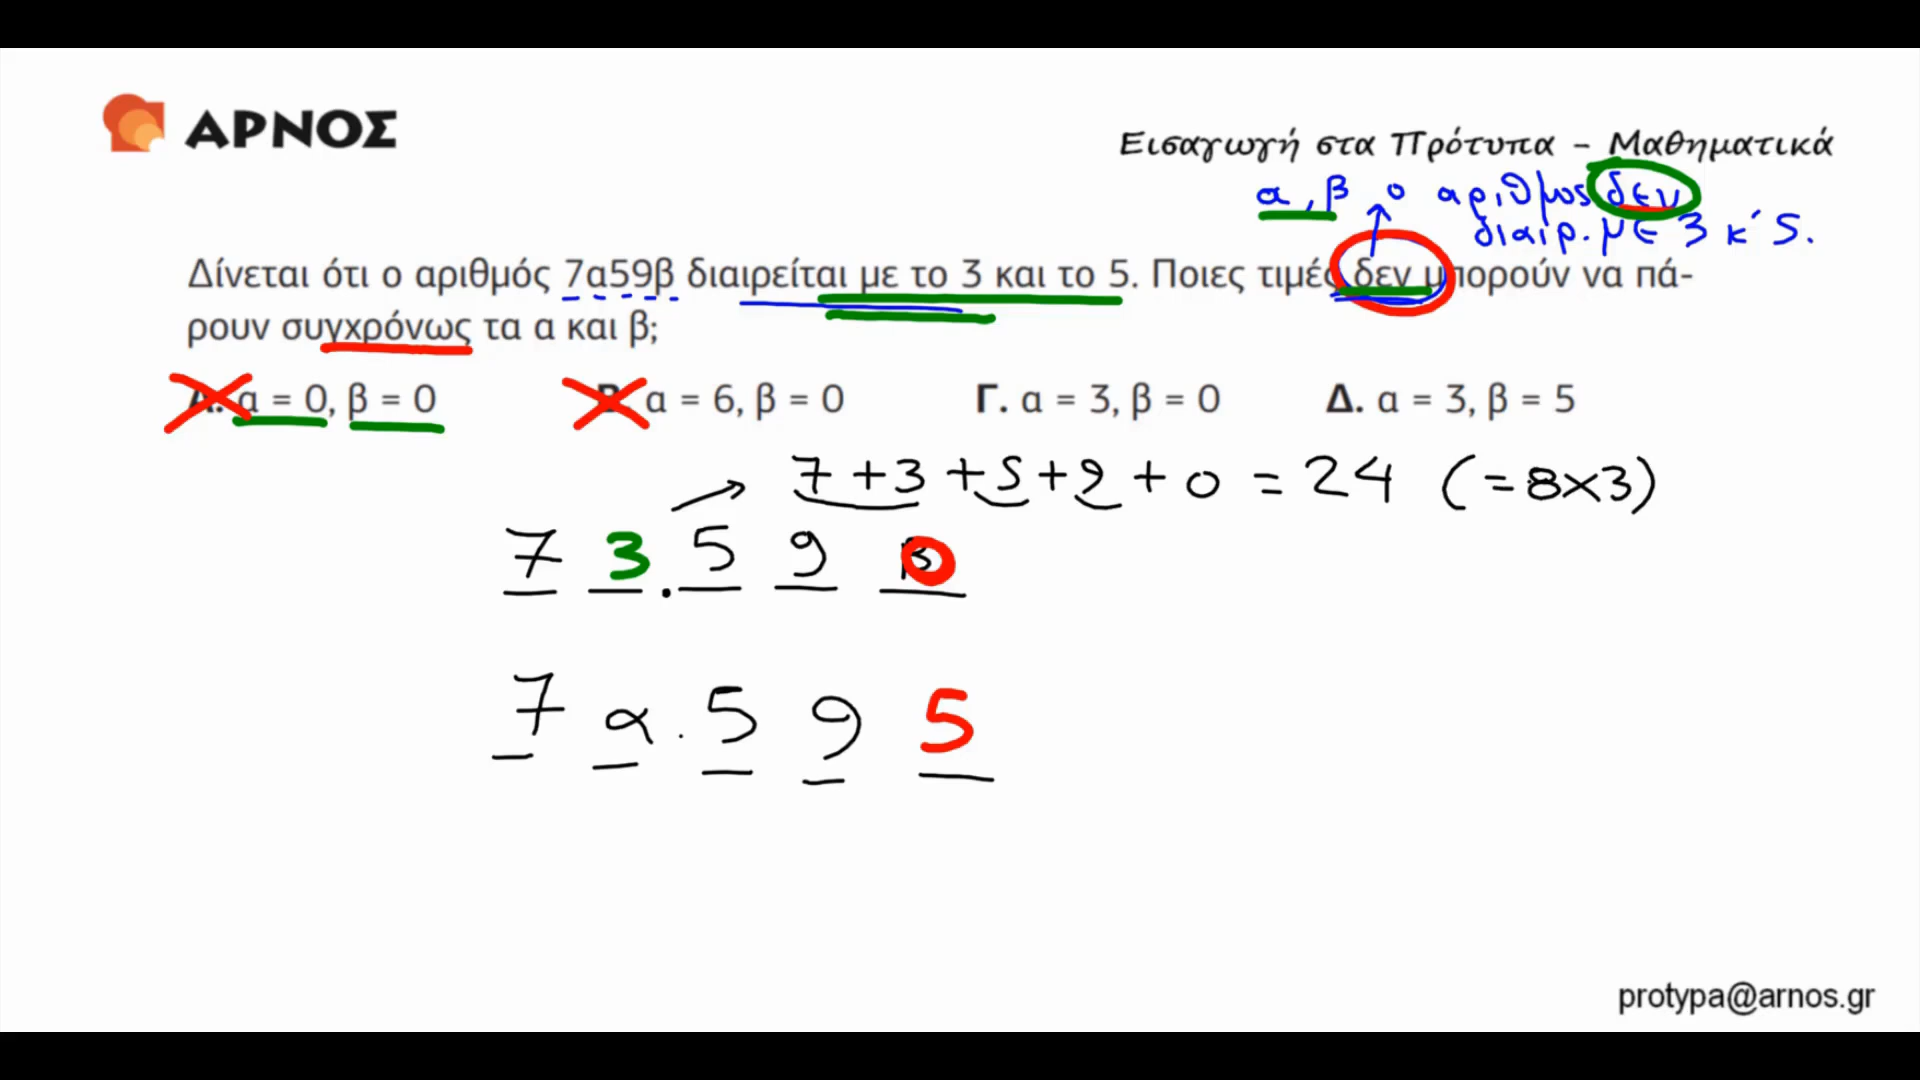 ΑΡΝΟΣ
Εισαγωγή στα Πρότυπα - Μαθηματικά
α, β ο αριθμος δεν
διαιρ. με 3 κ' 5.
Δίνεται ότι ο αριθμός 7α59β διαιρείται με το 3 και το 5. Ποιες τιμές δεν μπορούν να πά-
ρουν συγχρόνως τα α και β;
Α. α = 0, β = 0 Β. α = 6, β = 0 Γ. α = 3, β = 0 Δ. α = 3, β = 5
7 + 3 + 5 + 9 + 0 = 24 (= 8x3)
7 3 . 5 9 0
7 α . 5 9 5
protypa@arnos.gr